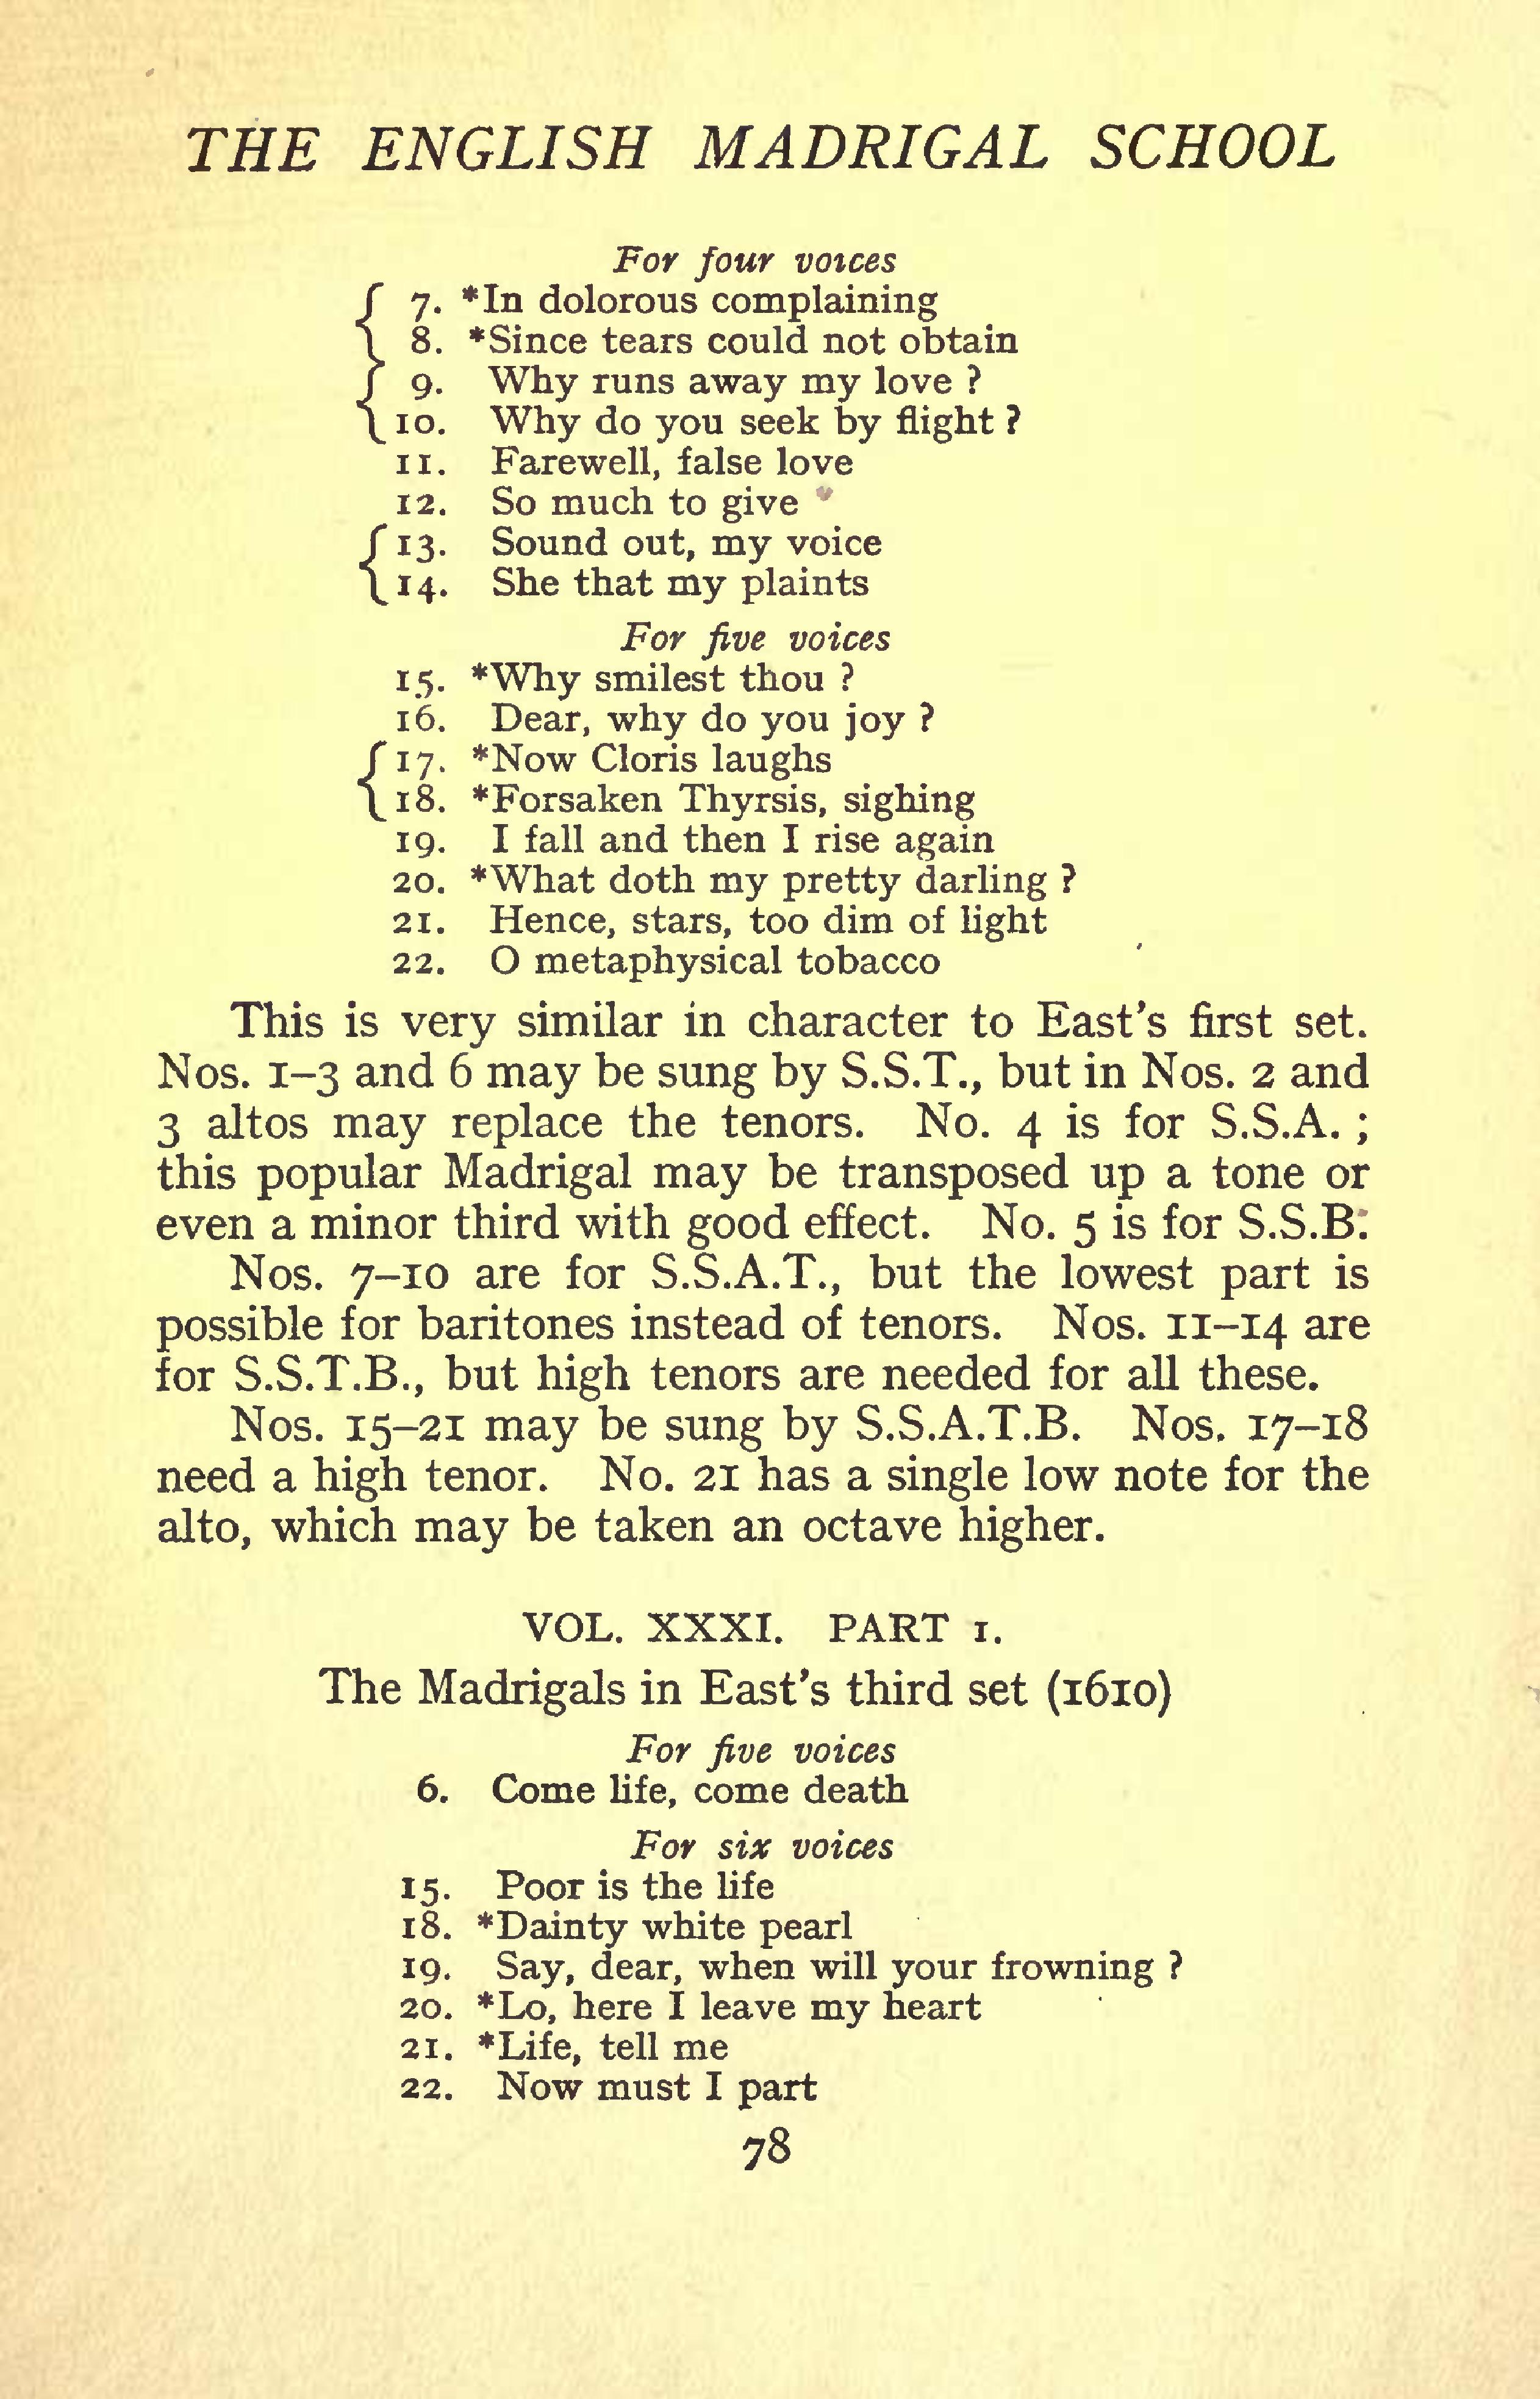 THE ENGLISH MADRIGAL SCHOOL
For four voices
7. *In dolorous complaining
8. *Since tears could not obtain
9. Why runs away my love ?
10. Why do you seek by flight ?
11. Farewell, false love
12. So much to give
13. Sound out, my voice
14. She that my plaints
For five voices
15. *Why smilest thou ?
16. Dear, why do you joy ?
17. *Now Cloris laughs
18. *Forsaken Thyrsis, sighing
19. I fall and then I rise again
20. *What doth my pretty darling ?
21. Hence, stars, too dim of light
22. O metaphysical tobacco
This is very similar in character to East's first set.
Nos. 1–3 and 6 may be sung by S.S.T., but in Nos. 2 and
3 altos may replace the tenors. No. 4 is for S.S.A. ;
this popular Madrigal may be transposed up a tone or
even a minor third with good effect. No. 5 is for S.S.B.
Nos. 7–10 are for S.S.A.T., but the lowest part is
possible for baritones instead of tenors. Nos. 11–14 are
for S.S.T.B., but high tenors are needed for all these.
Nos. 15–21 may be sung by S.S.A.T.B. Nos. 17–18
need a high tenor. No. 21 has a single low note for the
alto, which may be taken an octave higher.
VOL. XXXI. PART 1.
The Madrigals in East's third set (1610)
For five voices
6. Come life, come death
For six voices
15. Poor is the life
18. *Dainty white pearl
19. Say, dear, when will your frowning ?
20. *Lo, here I leave my heart
21. *Life, tell me
22. Now must I part
78